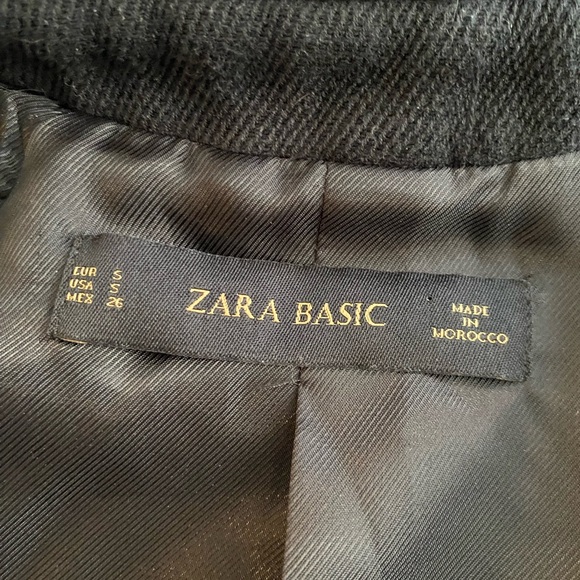 EUR S
USA S
MEX 26
ZARA BASIC
MADE
IN
MOROCCO